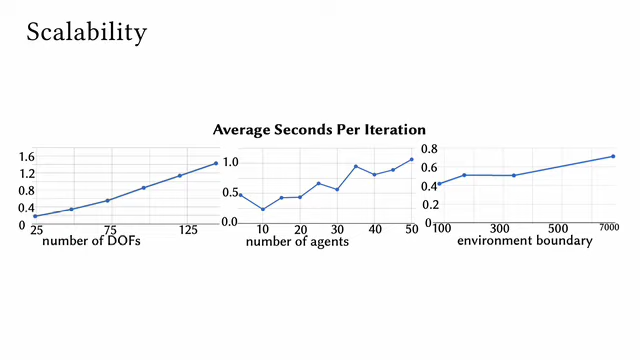 Scalability
Average Seconds Per Iteration
1.6
1.2
0.8
0.4
0
25 75 125
number of DOFs
1.0
0.5
0.0
10 20 30 40 50
number of agents
0.8
0.6
0.4
0.2
0
100 300 500 7000
environment boundary